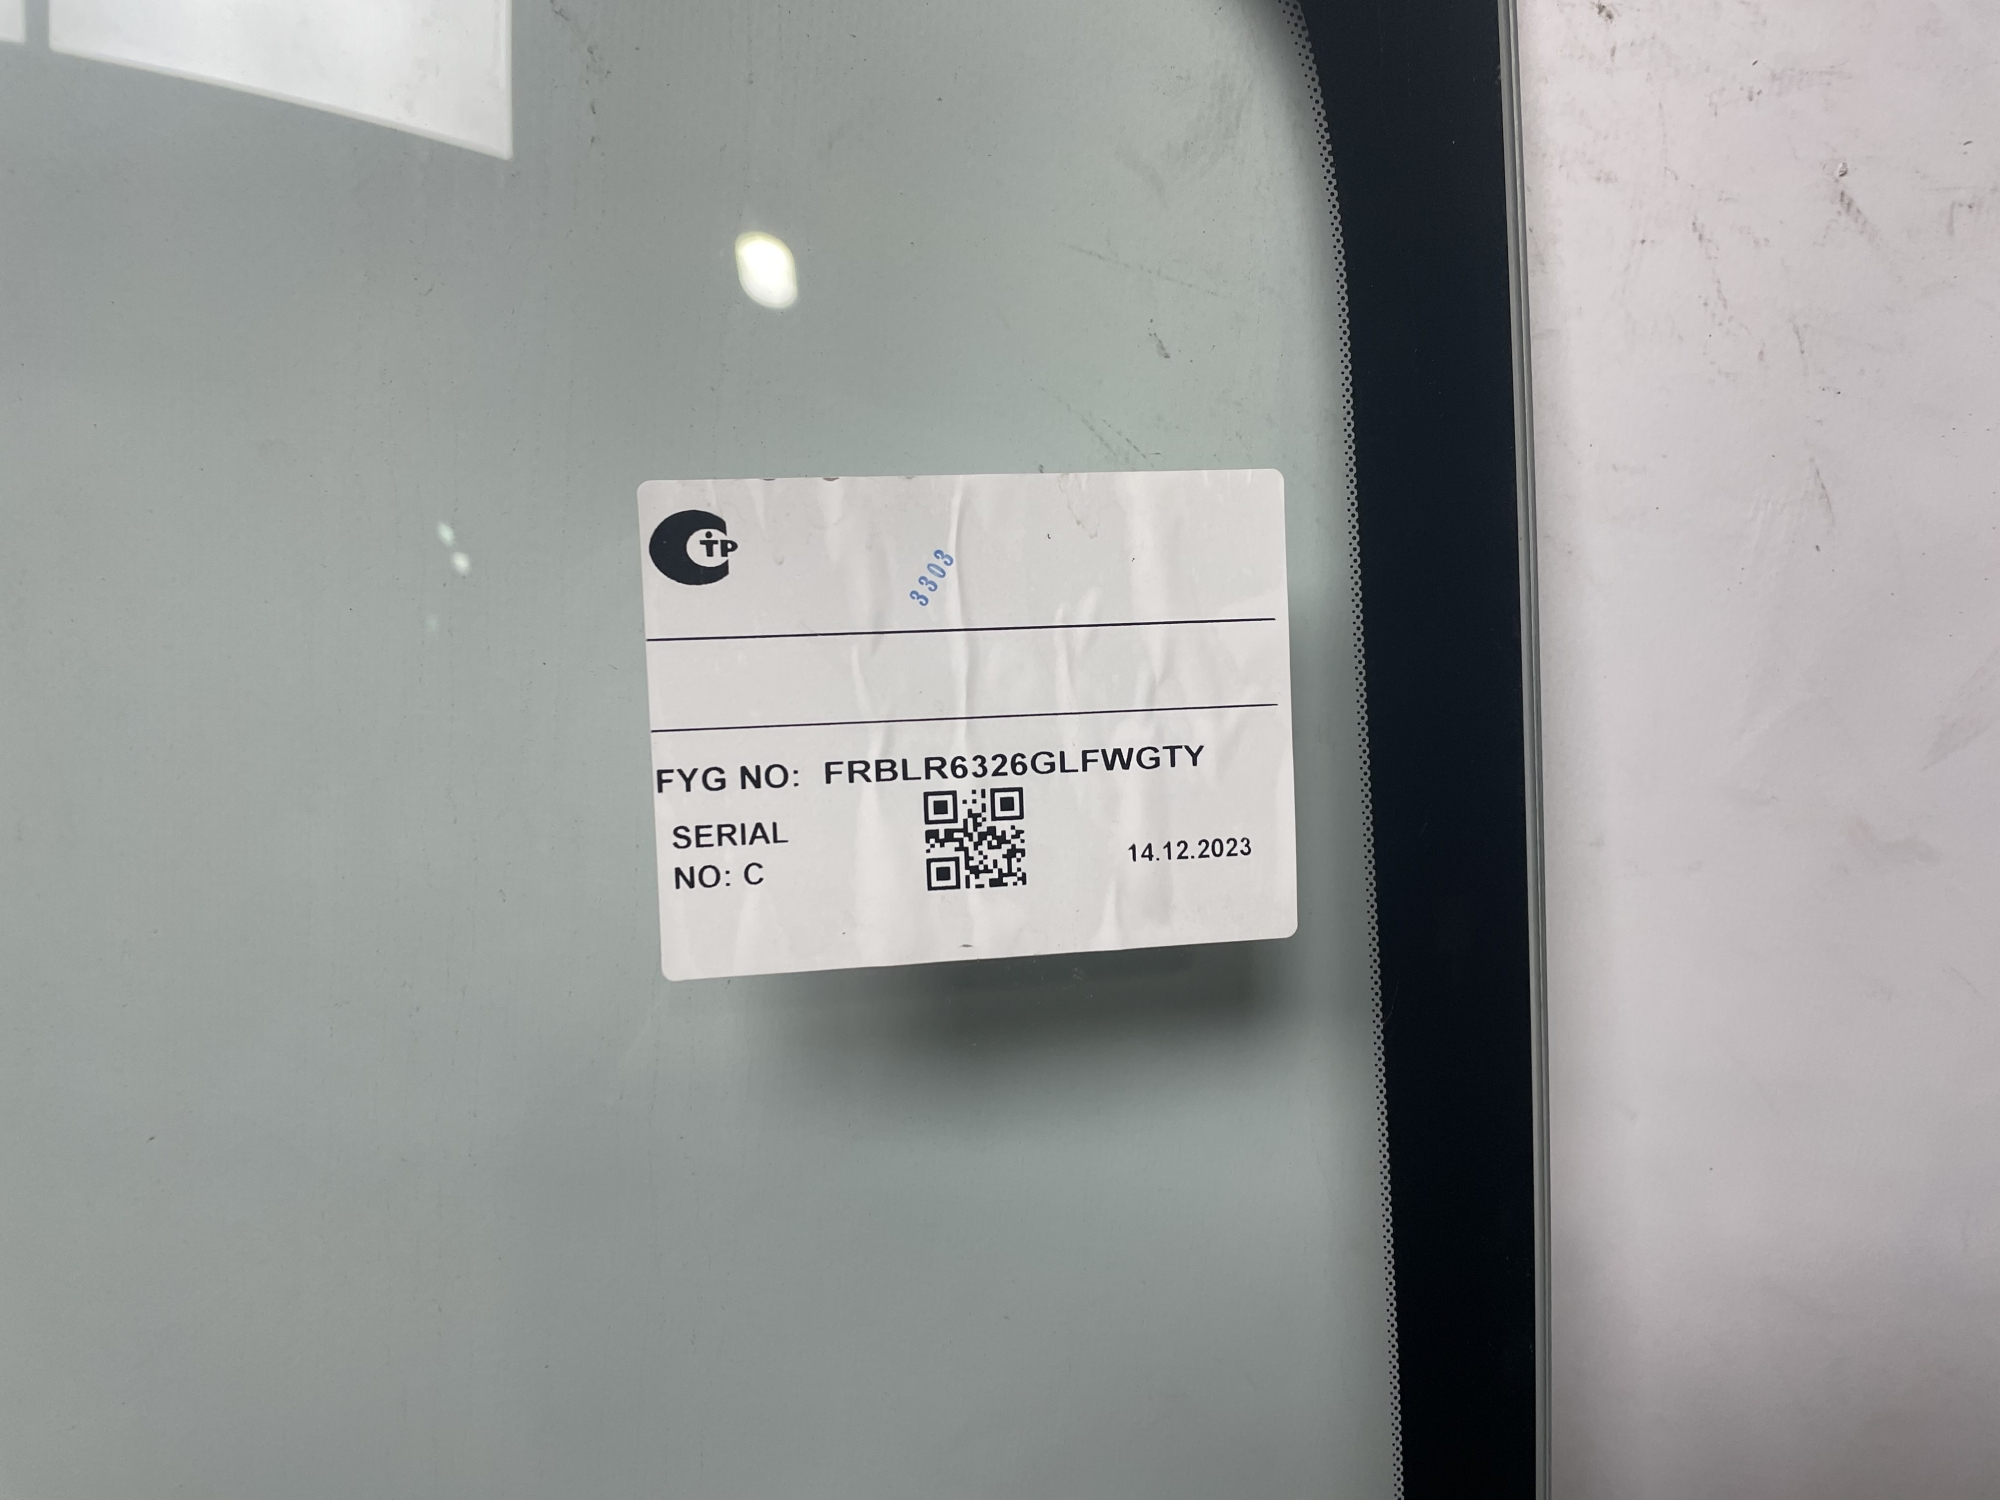 TP
3303
FYG NO: FRBLR6326GLFWGTY
SERIAL
NO: C
14.12.2023